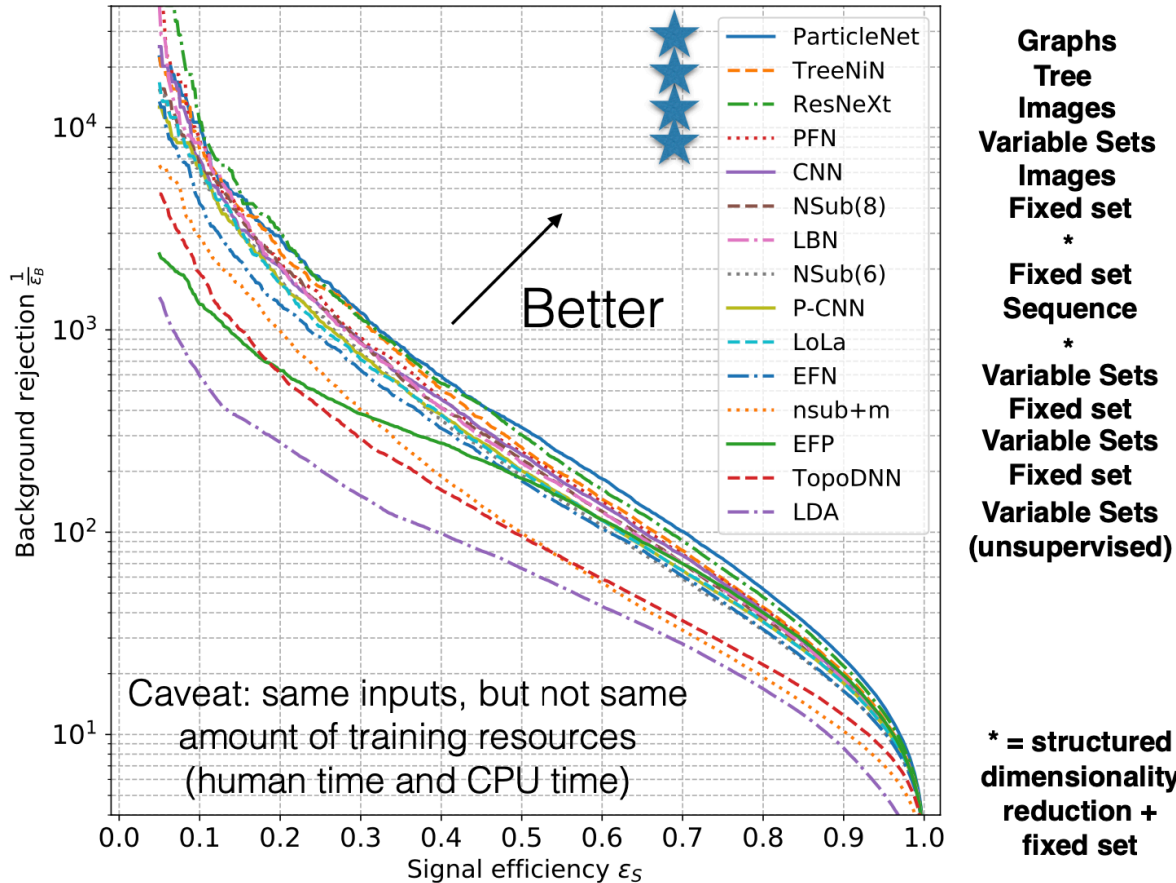 Background rejection 1/ε_B
10^4
10^3
10^2
10^1
0.0 0.1 0.2 0.3 0.4 0.5 0.6 0.7 0.8 0.9 1.0
Signal efficiency ε_S
Better
Caveat: same inputs, but not same
amount of training resources
(human time and CPU time)
ParticleNet
TreeNiN
ResNeXt
PFN
CNN
NSub(8)
LBN
NSub(6)
P-CNN
LoLa
EFN
nsub+m
EFP
TopoDNN
LDA
Graphs
Tree
Images
Variable Sets
Images
Fixed set
*
Fixed set
Sequence
*
Variable Sets
Fixed set
Variable Sets
Fixed set
Variable Sets
(unsupervised)
* = structured
dimensionality
reduction +
fixed set